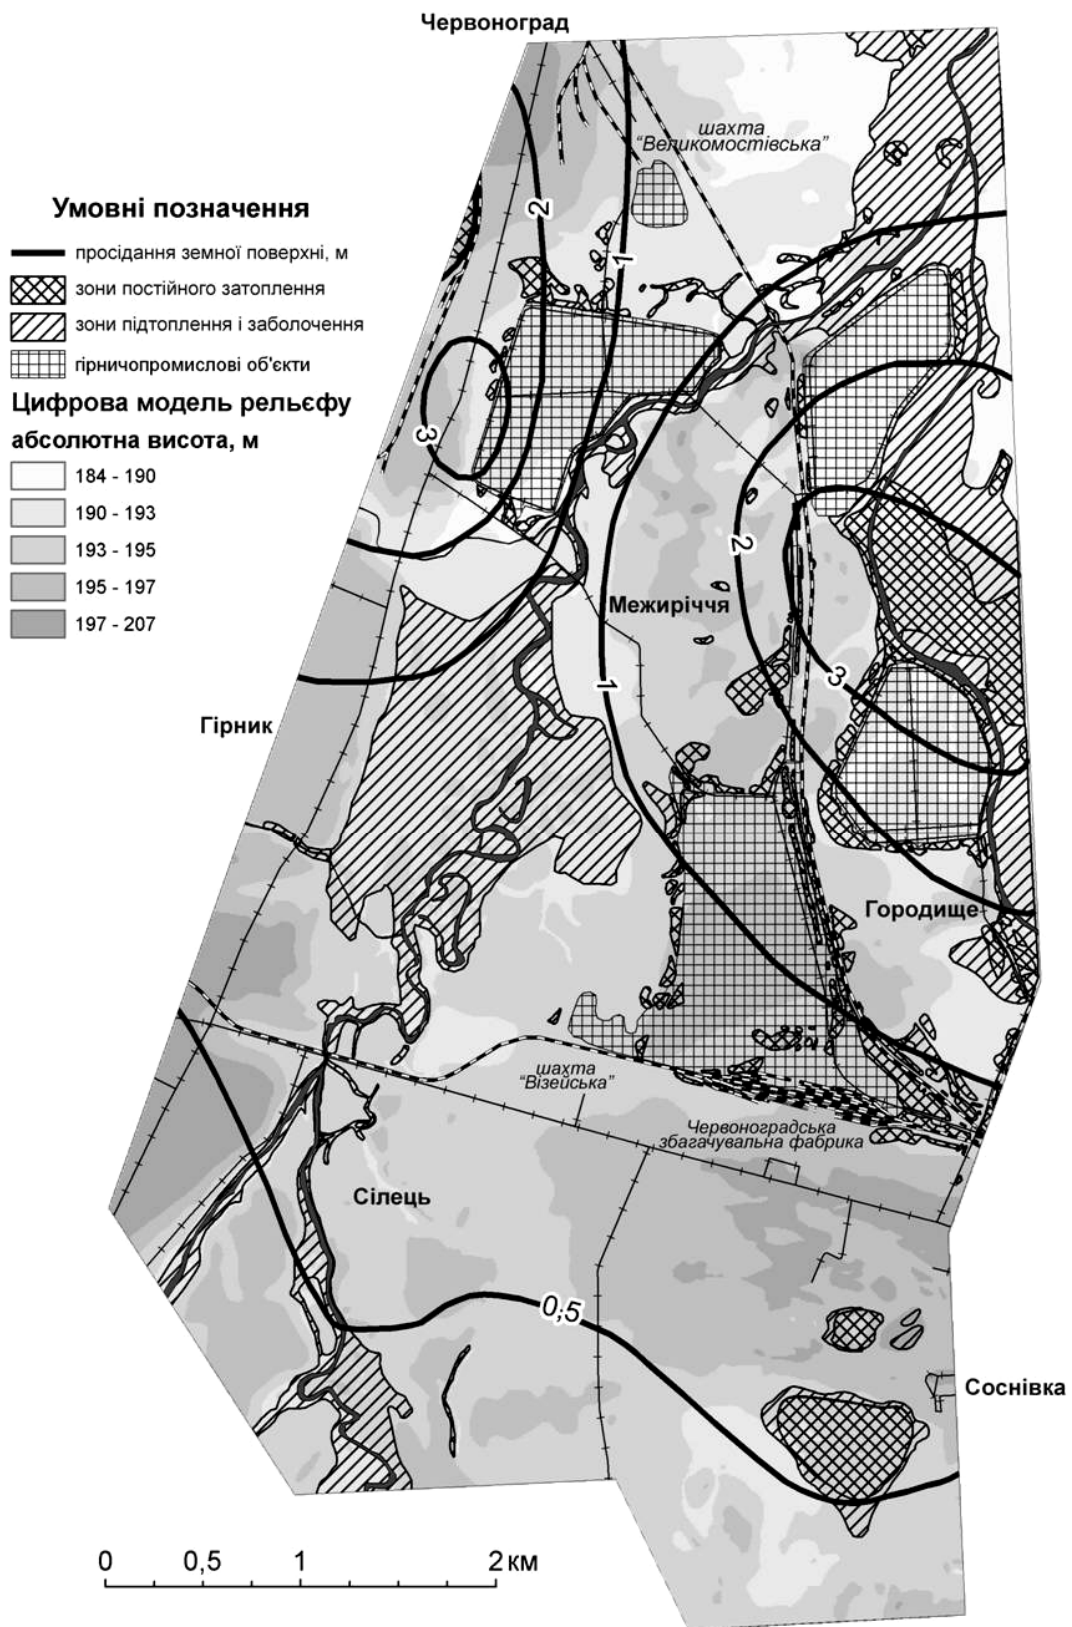 Червоноград
шахта
“Великомостівська”
Умовні позначення
просідання земної поверхні, м
зони постійного затоплення
зони підтоплення і заболочення
гірничопромислові об'єкти
Цифрова модель рельєфу
абсолютна висота, м
184 - 190
190 - 193
193 - 195
195 - 197
197 - 207
2
1
3
2
Межиріччя
1
3
Гірник
Городище
шахта
“Візейська”
Червоноградська
збагачувальна фабрика
Сілець
0,5
Соснівка
0 0,5 1 2 км